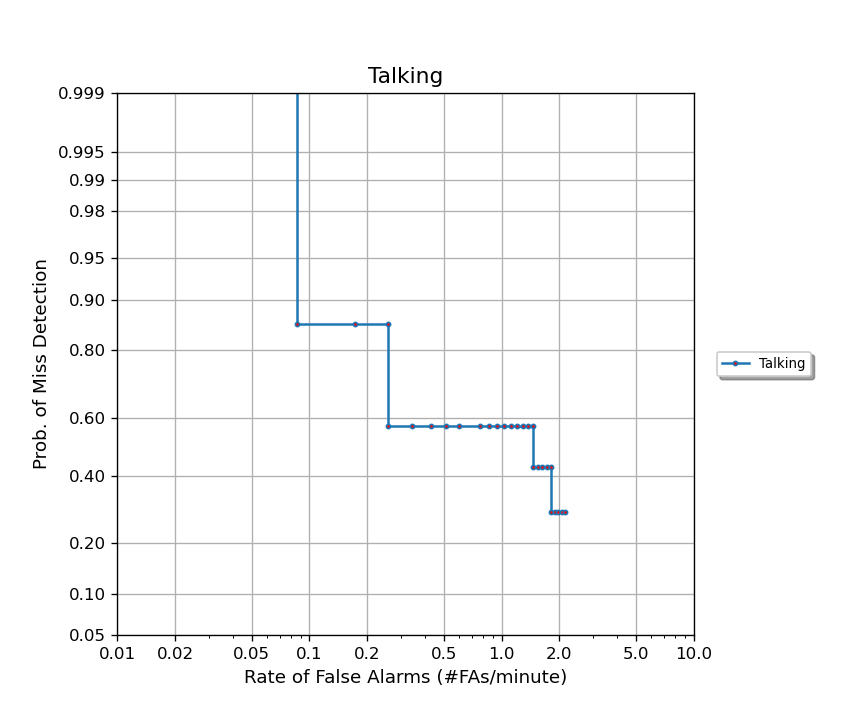 Talking
0.999
0.995
0.99
0.98
0.95
0.90
0.80
0.60
0.40
0.20
0.10
0.05
Prob. of Miss Detection
0.01 0.02 0.05 0.1 0.2 0.5 1.0 2.0 5.0 10.0
Rate of False Alarms (#FAs/minute)
Talking